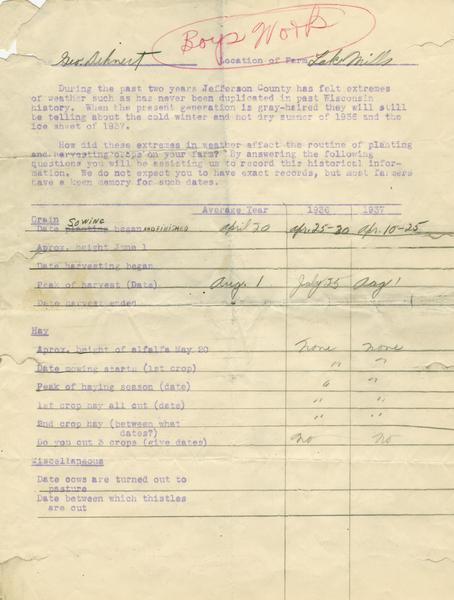 Boys Work
Geo. Dehnert Location of Farm Lake Mills
During the past two years Jefferson County has felt extremes
of weather such as has never been duplicated in past Wisconsin
history. When the present generation is gray-haired they will still
be telling about the cold winter and hot dry summer of 1936 and the
ice sheet of 1937.
How did these extremes in weather affect the routine of planting
and harvesting crops on your farm? By answering the following
questions you will be assisting us to record this historical infor-
mation. We do not expect you to have exact records, but most farmers
have a keen memory for such dates.
Average Year 1936 1937
Grain
SOWING
Date planting began AND FINISHED April 20 Apr. 25-30 Apr. 10-25
Aprox. height June 1
Date harvesting began
Peak of harvest (Date) Aug. 1 July 25 Aug 1
Date harvest ended
Hay
Aprox. height of alfalfa May 20 none none
Date mowing starts (1st crop) " "
Peak of haying season (date) " "
1st crop hay all cut (date) " "
2nd crop hay (between what " "
dates?)
Do you cut 3 crops (give dates) no no
Miscellaneous
Date cows are turned out to
pasture
Date between which thistles
are cut